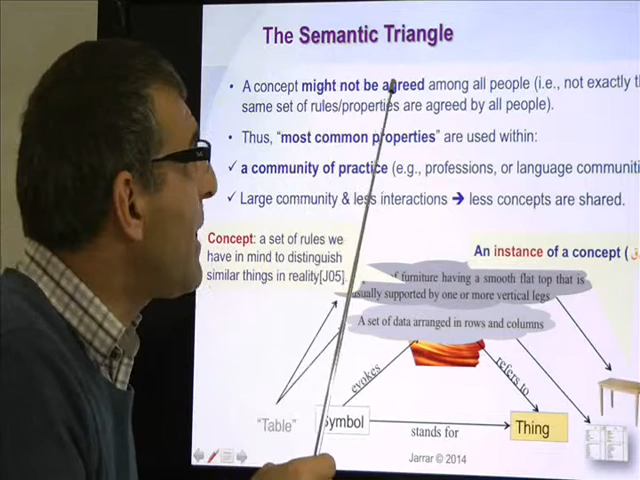 The Semantic Triangle
• A concept might not be agreed among all people (i.e., not exactly
same set of rules/properties are agreed by all people).
• Thus, "most common properties" are used within:
✓ a community of practice (e.g., professions, or language
✓ Large community & less interactions → less concepts are shared.
Concept: a set of rules we
have in mind to distinguish
similar things in reality[J05].
An instance of a concept (
of furniture having a smooth flat top that is
usually supported by one or more vertical legs
A set of data arranged in rows and columns
evokes
refers to
"Table"
Symbol
stands for
Thing
Jarrar © 2014